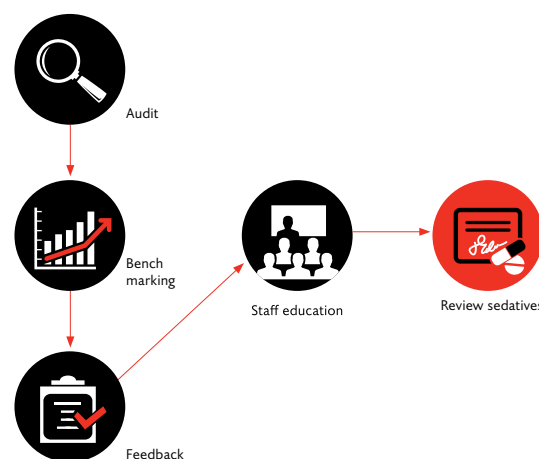 Audit
Bench
marking
Feedback
Staff education
Review sedatives